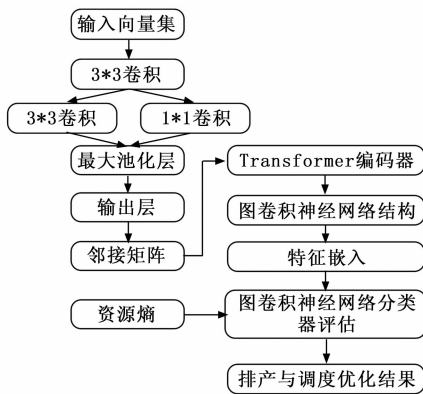 输入向量集
3*3卷积
3*3卷积
1*1卷积
最大池化层
输出层
邻接矩阵
Transformer编码器
图卷积神经网络结构
特征嵌入
资源熵
图卷积神经网络分类
器评估
排产与调度优化结果